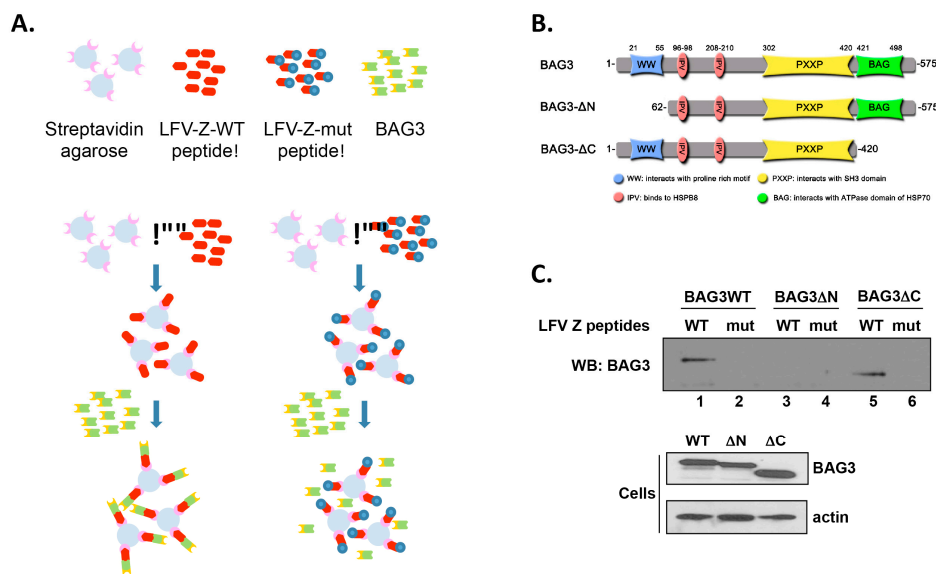 A.
Streptavidin agarose
LFV-Z-WT peptide!
LFV-Z-mut peptide!
BAG3
!""
!""
B.
21 55 96-98 208-210 302 420 421 498
BAG3 1- WW IPV IPV PXXP BAG -575
BAG3-ΔN 62- IPV IPV PXXP BAG -575
BAG3-ΔC 1- WW IPV IPV PXXP -420
WW: interacts with proline rich motif
PXXP: interacts with SH3 domain
IPV: binds to HSPB8
BAG: interacts with ATPase domain of HSP70
C.
BAG3WT BAG3ΔN BAG3ΔC
LFV Z peptides WT mut WT mut WT mut
WB: BAG3
1 2 3 4 5 6
WT ΔN ΔC
BAG3
Cells
actin